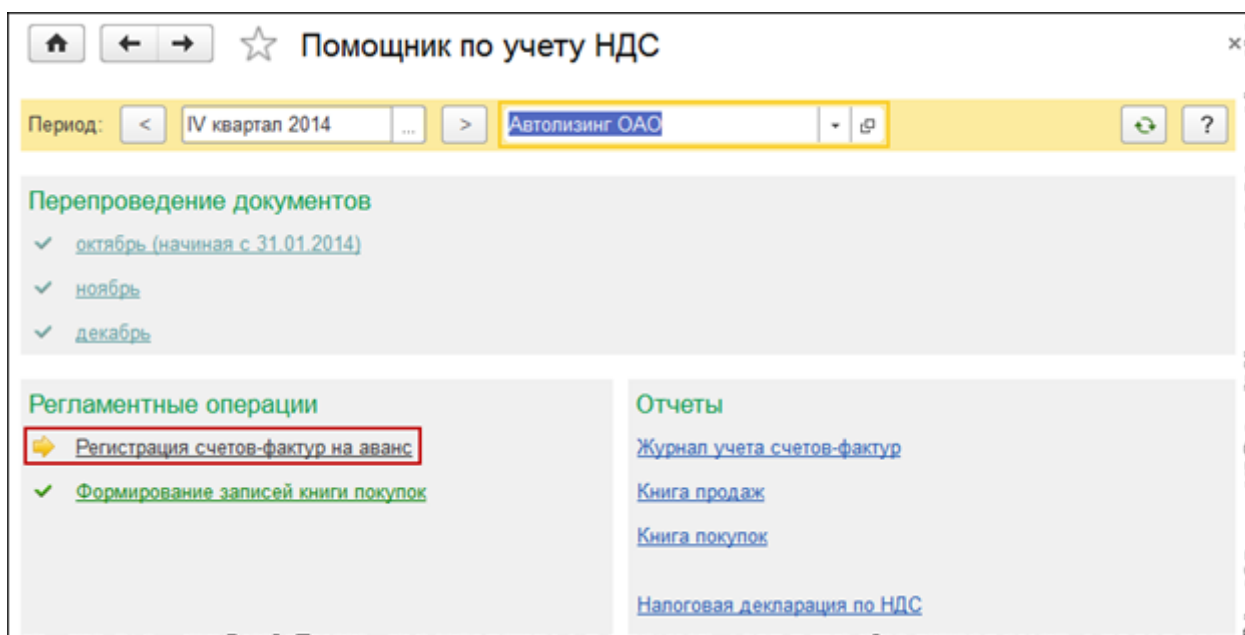 Помощник по учету НДС
Период: < IV квартал 2014 ... > Автолизинг ОАО ?
Перепроведение документов
октябрь (начиная с 31.01.2014)
ноябрь
декабрь
Регламентные операции
Регистрация счетов-фактур на аванс
Формирование записей книги покупок
Отчеты
Журнал учета счетов-фактур
Книга продаж
Книга покупок
Налоговая декларация по НДС